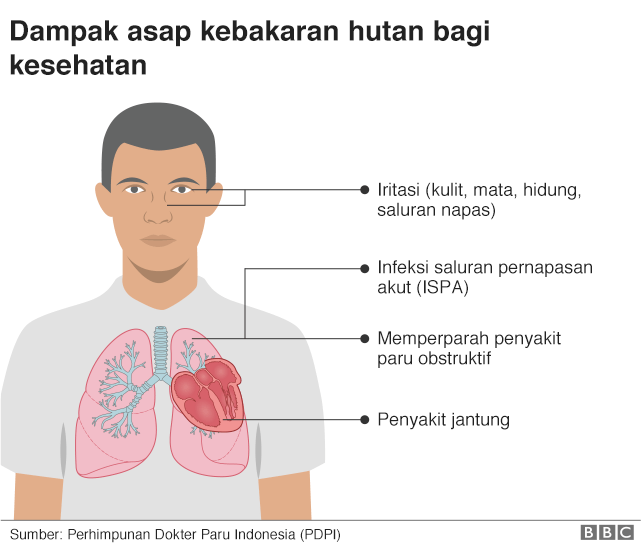 Dampak asap kebakaran hutan bagi
kesehatan
Iritasi (kulit, mata, hidung,
saluran napas)
Infeksi saluran pernapasan
akut (ISPA)
Memperparah penyakit
paru obstruktif
Penyakit jantung
Sumber: Perhimpunan Dokter Paru Indonesia (PDPI)
BBC